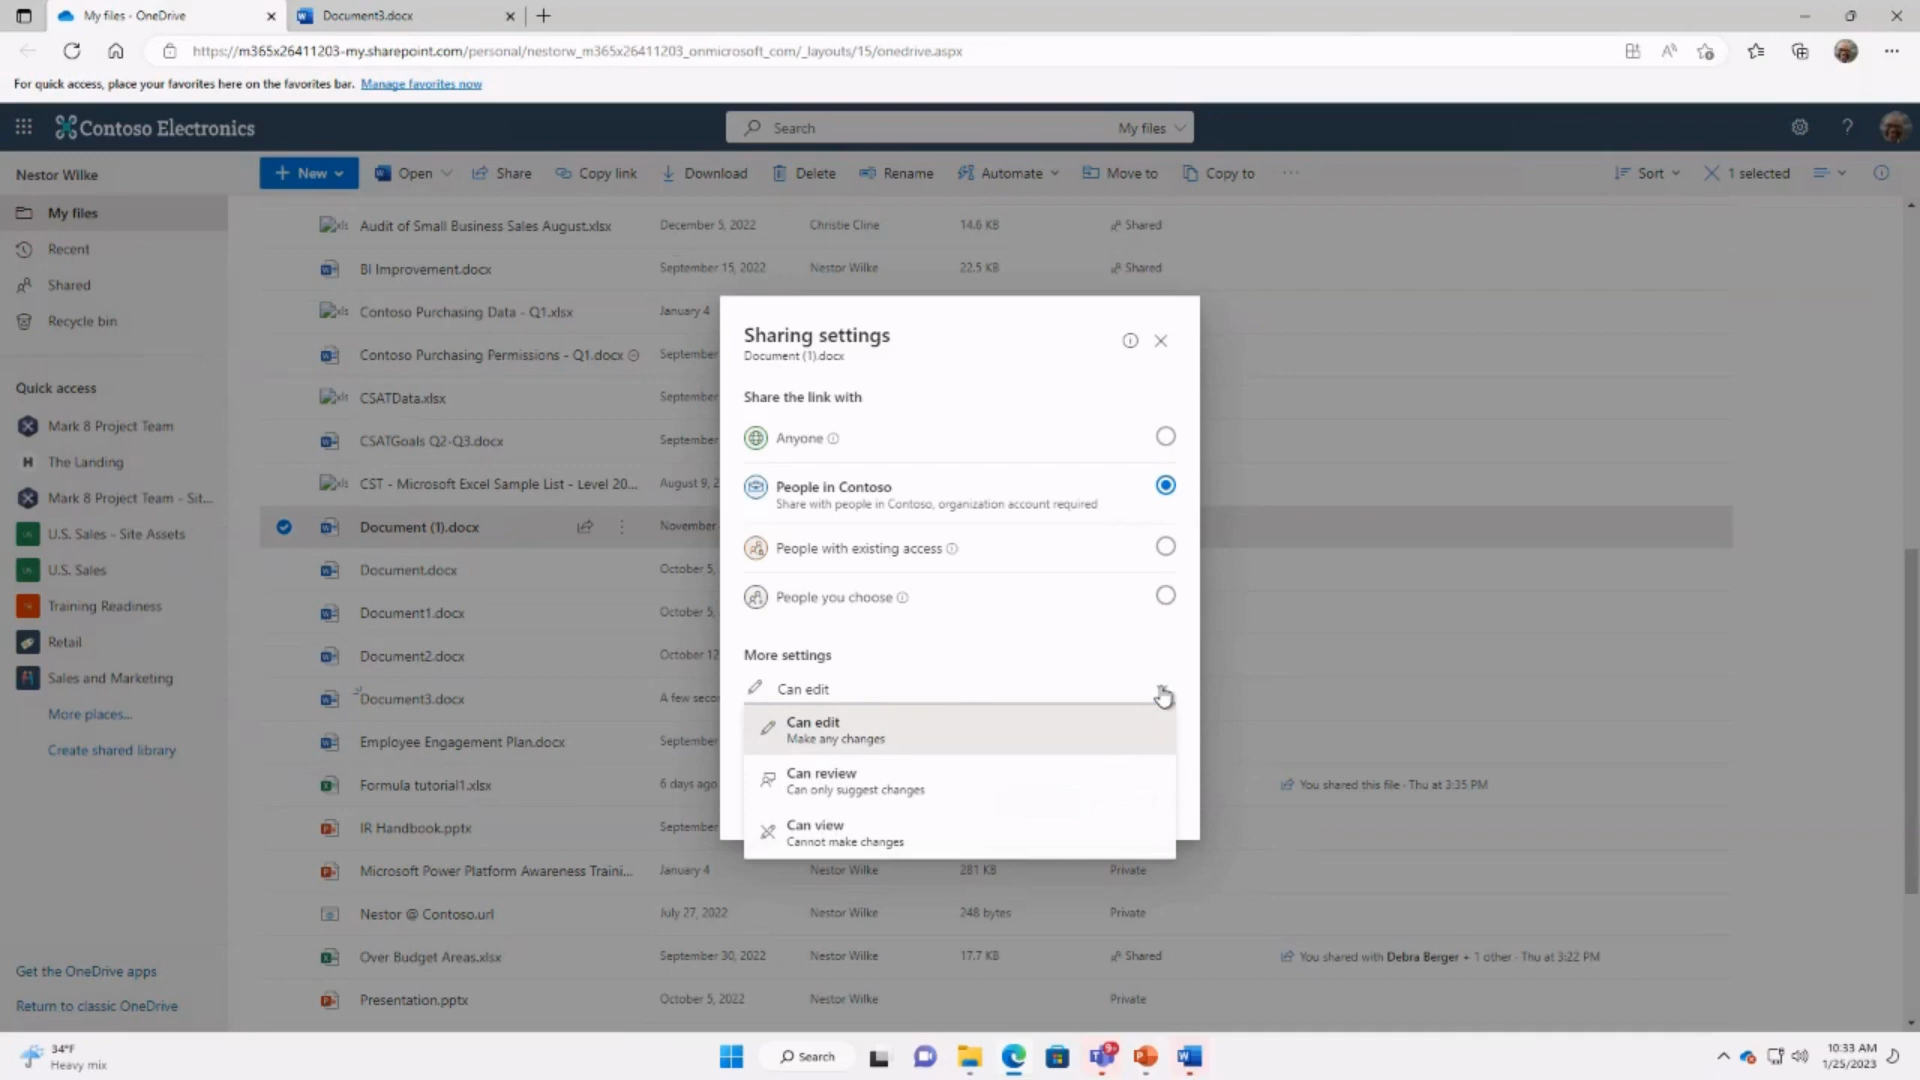 My files - OneDrive
Document3.docx
https://m365x26411203-my.sharepoint.com/personal/nestorw_m365x26411203_onmicrosoft_com/_layouts/15/onedrive.aspx
For quick access, place your favorites here on the favorites bar. Manage favorites now
Contoso Electronics
Search
My files
Nestor Wilke
New
Open
Share
Copy link
Download
Delete
Rename
Automate
Move to
Copy to
Sort
1 selected
My files
Recent
Shared
Recycle bin
Quick access
Mark 8 Project Team
The Landing
Mark 8 Project Team - Sit...
U.S. Sales - Site Assets
U.S. Sales
Training Readiness
Retail
Sales and Marketing
More places...
Create shared library
Get the OneDrive apps
Return to classic OneDrive
Audit of Small Business Sales August.xlsx December 5, 2022 Christie Cline 14.6 KB Shared
BI Improvement.docx September 15, 2022 Nestor Wilke 22.5 KB Shared
Contoso Purchasing Data - Q1.xlsx January 4
Contoso Purchasing Permissions - Q1.docx September
CSATData.xlsx September
CSATGoals Q2-Q3.docx September
CST - Microsoft Excel Sample List - Level 20... August 9, 2
Document (1).docx November
Document.docx October 5,
Document1.docx October 5,
Document2.docx October 12
Document3.docx A few seco
Employee Engagement Plan.docx September
Formula tutorial1.xlsx 6 days ago You shared this file · Thu at 3:35 PM
IR Handbook.pptx September
Microsoft Power Platform Awareness Traini... January 4 Nestor Wilke 281 KB Private
Nestor @ Contoso.url July 27, 2022 Nestor Wilke 248 bytes Private
Over Budget Areas.xlsx September 30, 2022 Nestor Wilke 17.7 KB Shared You shared with Debra Berger + 1 other · Thu at 3:22 PM
Presentation.pptx October 5, 2022 Nestor Wilke Private
Sharing settings
Document (1).docx
Share the link with
Anyone
People in Contoso
Share with people in Contoso, organization account required
People with existing access
People you choose
More settings
Can edit
Can edit
Make any changes
Can review
Can only suggest changes
Can view
Cannot make changes
34°F
Heavy mix
Search
9+
10:33 AM
1/25/2023